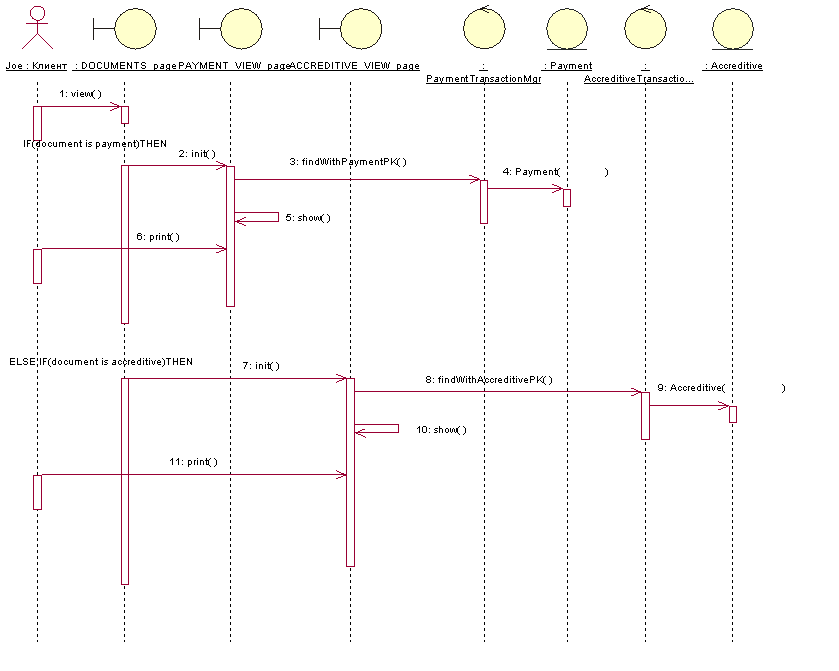 Joe : Клиент
: DOCUMENTS_page
PAYMENT_VIEW_page
ACCREDITIVE_VIEW_page
:
PaymentTransactionMgr
: Payment
:
AccreditiveTransactio...
: Accreditive
1: view( )
IF(document is payment)THEN
2: init( )
3: findWithPaymentPK( )
4: Payment( )
5: show( )
6: print( )
ELSE IF(document is accreditive)THEN
7: init( )
8: findWithAccreditivePK( )
9: Accreditive( )
10: show( )
11: print( )